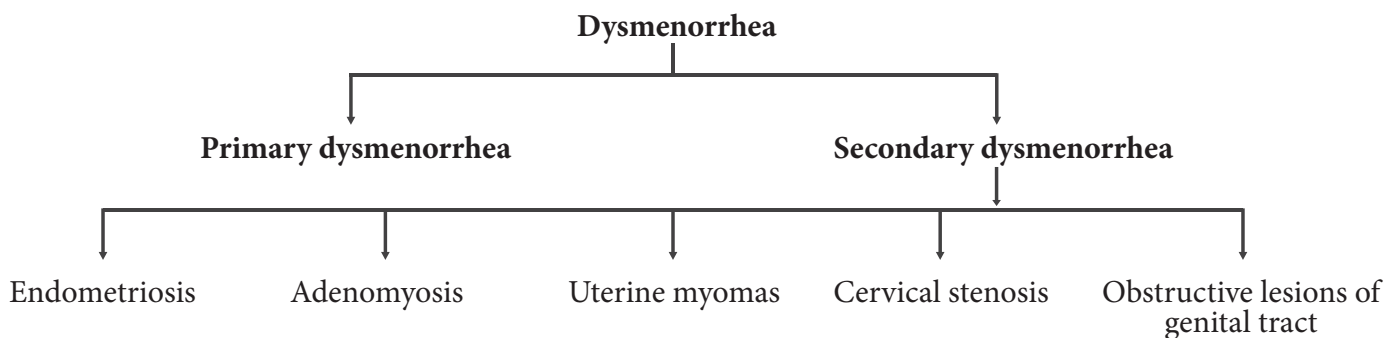 Dysmenorrhea
Primary dysmenorrhea
Secondary dysmenorrhea
Endometriosis
Adenomyosis
Uterine myomas
Cervical stenosis
Obstructive lesions of
genital tract